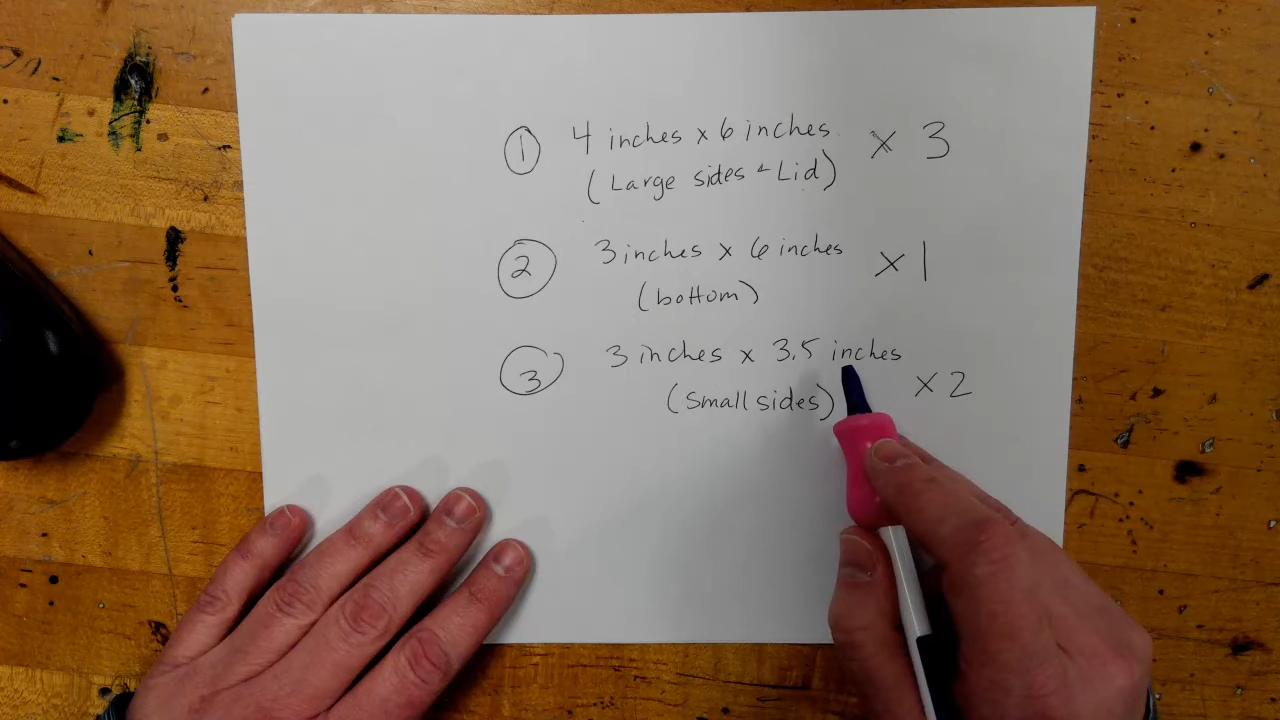 ① 4 inches x 6 inches x 3
(Large sides + Lid)
② 3 inches x 6 inches x 1
(bottom)
③ 3 inches x 3.5 inches x 2
(small sides)